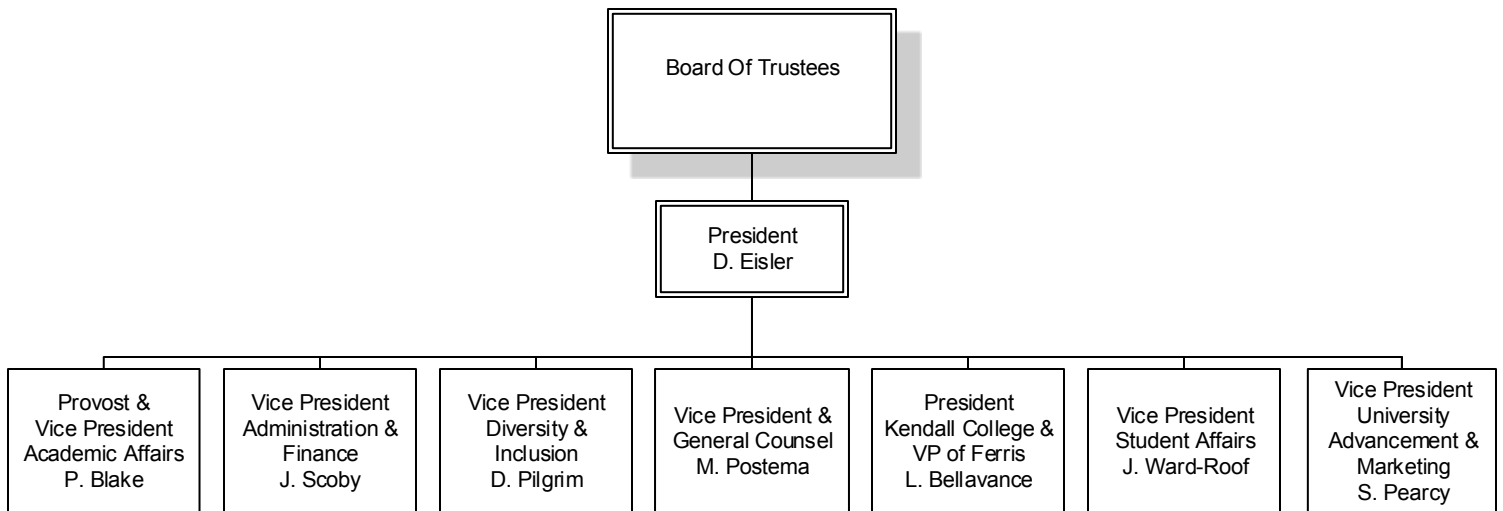 Board Of Trustees
President
D. Eisler
Provost &
Vice President
Academic Affairs
P. Blake
Vice President
Administration &
Finance
J. Scoby
Vice President
Diversity &
Inclusion
D. Pilgrim
Vice President &
General Counsel
M. Postema
President
Kendall College &
VP of Ferris
L. Bellavance
Vice President
Student Affairs
J. Ward-Roof
Vice President
University
Advancement &
Marketing
S. Pearcy